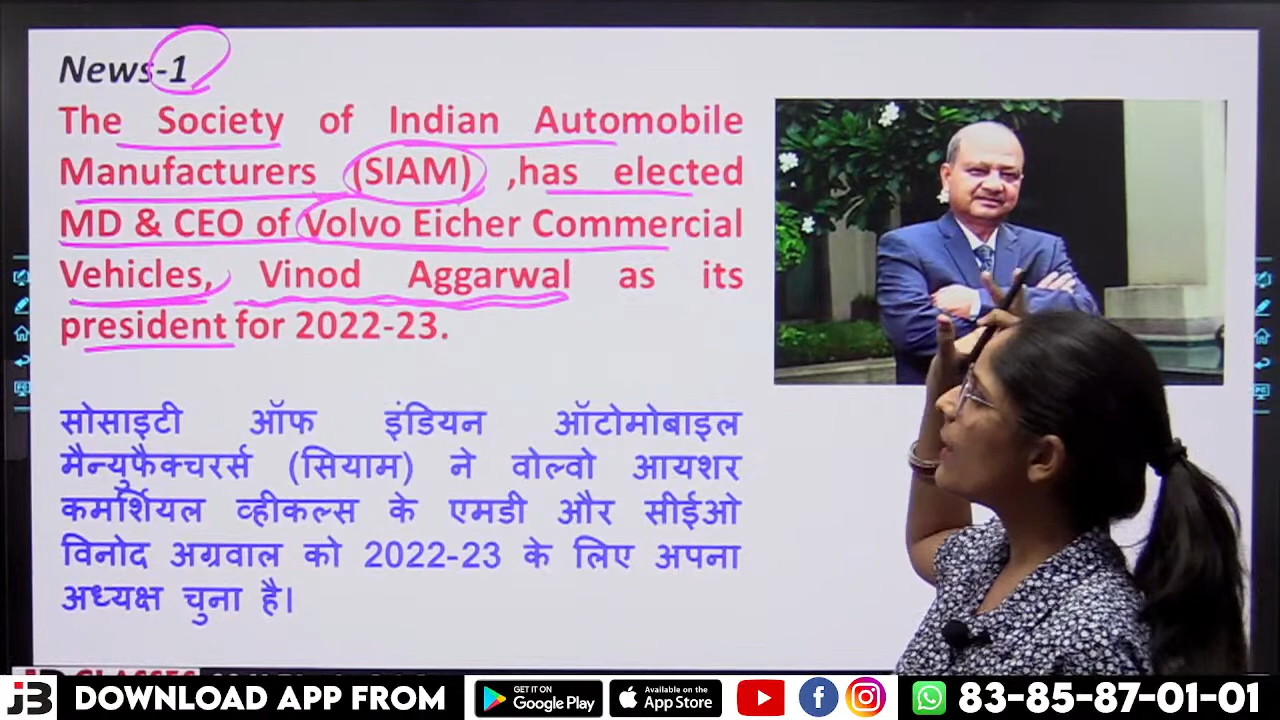 News-1
The Society of Indian Automobile
Manufacturers (SIAM) ,has elected
MD & CEO of Volvo Eicher Commercial
Vehicles, Vinod Aggarwal as its
president for 2022-23.
सोसाइटी ऑफ इंडियन ऑटोमोबाइल
मैन्युफैक्चरर्स (सियाम) ने वोल्वो आयशर
कमर्शियल व्हीकल्स के एमडी और सीईओ
विनोद अग्रवाल को 2022-23 के लिए अपना
अध्यक्ष चुना है।
JB DOWNLOAD APP FROM GET IT ON Google Play Available on the App Store 83-85-87-01-01